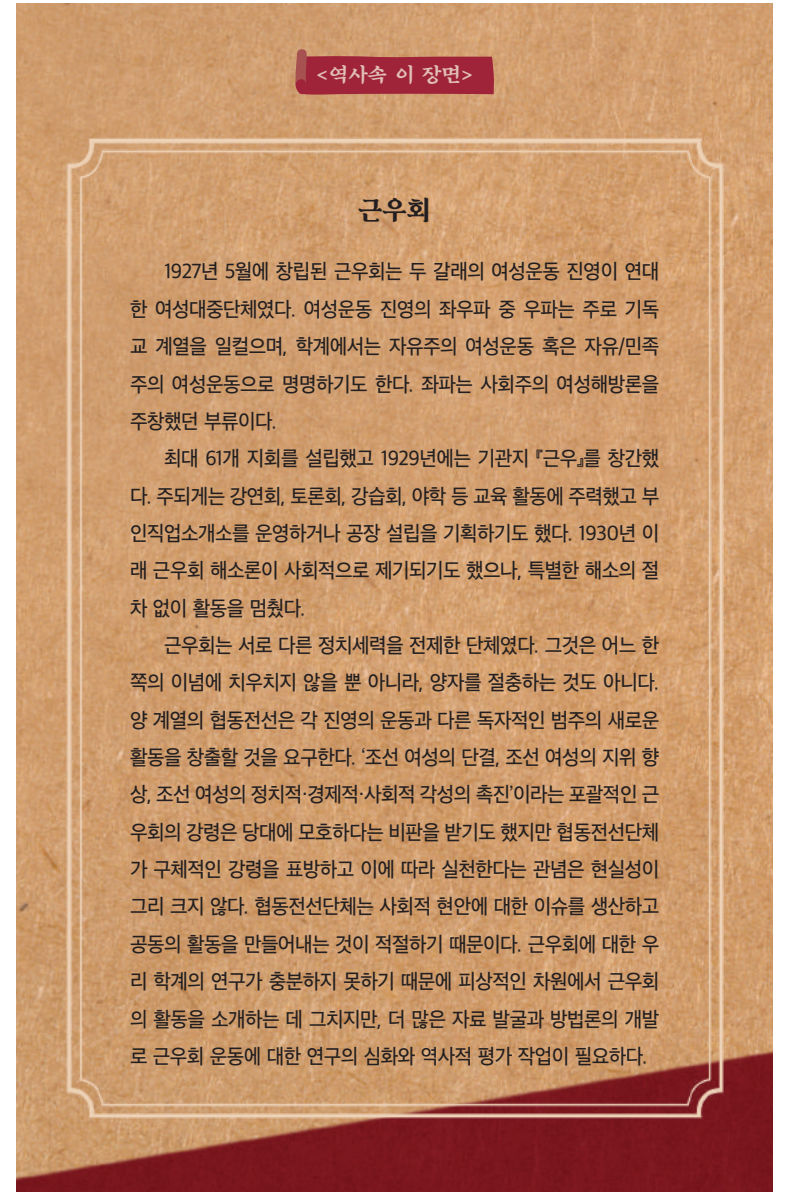 <역사속 이 장면>
근우회
1927년 5월에 창립된 근우회는 두 갈래의 여성운동 진영이 연대
한 여성대중단체였다. 여성운동 진영의 좌우파 중 우파는 주로 기독
교 계열을 일컬으며, 학계에서는 자유주의 여성운동 혹은 자유/민족
주의 여성운동으로 명명하기도 한다. 좌파는 사회주의 여성해방론을
주창했던 부류이다.
최대 61개 지회를 설립했고 1929년에는 기관지 『근우』를 창간했
다. 주되게는 강연회, 토론회, 강습회, 야학 등 교육 활동에 주력했고 부
인직업소개소를 운영하거나 공장 설립을 기획하기도 했다. 1930년 이
래 근우회 해소론이 사회적으로 제기되기도 했으나, 특별한 해소의 절
차 없이 활동을 멈췄다.
근우회는 서로 다른 정치세력을 전제한 단체였다. 그것은 어느 한
쪽의 이념에 치우치지 않을 뿐 아니라, 양자를 절충하는 것도 아니다.
양 계열의 협동전선은 각 진영의 운동과 다른 독자적인 범주의 새로운
활동을 창출할 것을 요구한다. ‘조선 여성의 단결, 조선 여성의 지위 향
상, 조선 여성의 정치적·경제적·사회적 각성의 촉진’이라는 포괄적인 근
우회의 강령은 당대에 모호하다는 비판을 받기도 했지만 협동전선단체
가 구체적인 강령을 표방하고 이에 따라 실천한다는 관념은 현실성이
그리 크지 않다. 협동전선단체는 사회적 현안에 대한 이슈를 생산하고
공동의 활동을 만들어내는 것이 적절하기 때문이다. 근우회에 대한 우
리 학계의 연구가 충분하지 못하기 때문에 피상적인 차원에서 근우회
의 활동을 소개하는 데 그치지만, 더 많은 자료 발굴과 방법론의 개발
로 근우회 운동에 대한 연구의 심화와 역사적 평가 작업이 필요하다.